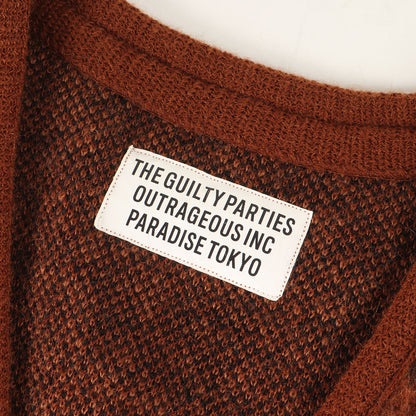 THE GUILTY PARTIES
OUTRAGEOUS INC
PARADISE TOKYO